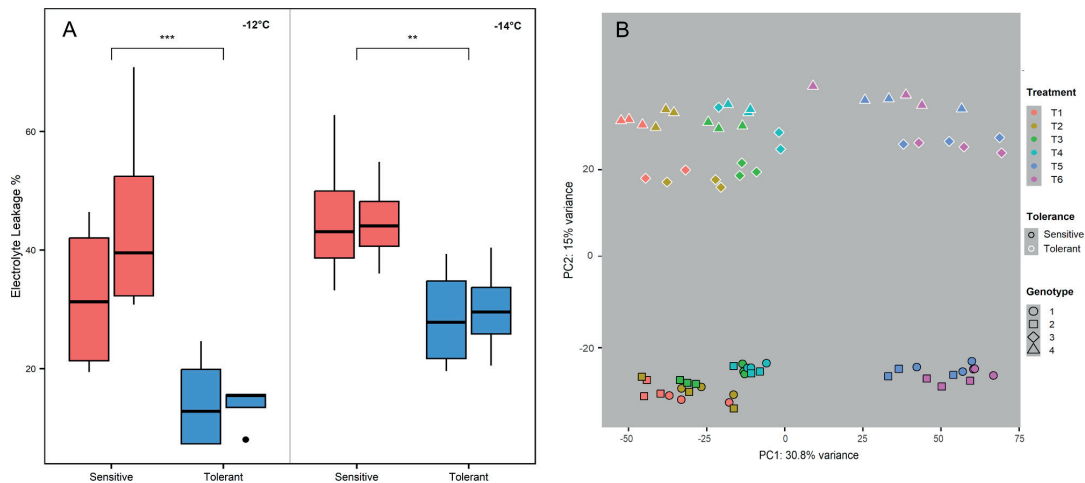 A
-12°C
-14°C
***
**
60
40
20
Electrolyte Leakage %
Sensitive
Tolerant
Sensitive
Tolerant
B
20
0
-20
PC2: 15% variance
-50
-25
0
25
50
75
PC1: 30.8% variance
Treatment
T1
T2
T3
T4
T5
T6
Tolerance
Sensitive
Tolerant
Genotype
1
2
3
4